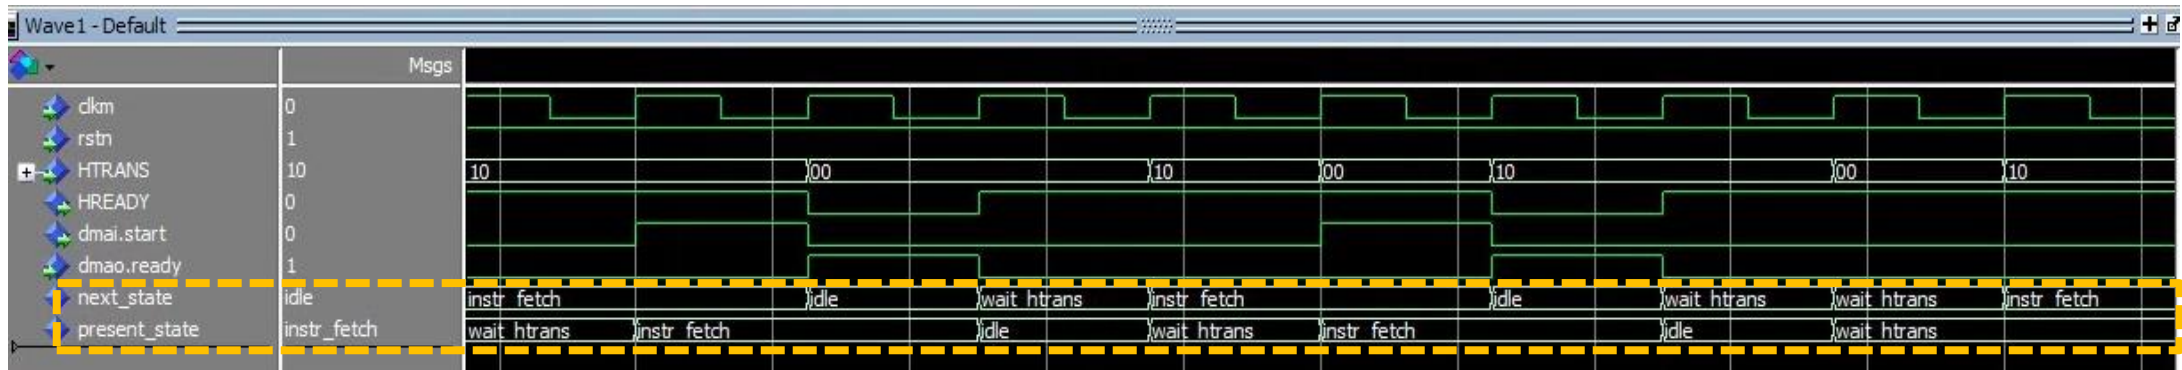 Wave1 - Default
Msgs
clkm 0
rstn 1
HTRANS 10 10 00 10 00 10 00 10
HREADY 0
dmai.start 0
dmao.ready 1
next_state idle instr_fetch idle wait_htrans instr_fetch idle wait_htrans wait_htrans instr_fetch
present_state instr_fetch wait_htrans instr_fetch idle wait_htrans instr_fetch idle wait_htrans